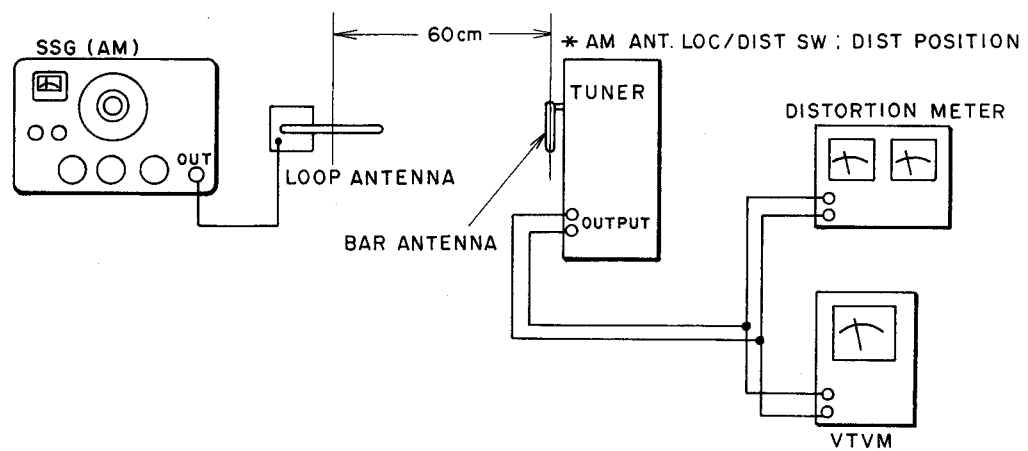 SSG (AM)
60cm
* AM ANT. LOC/DIST SW : DIST POSITION
TUNER
DISTORTION METER
OUT
LOOP ANTENNA
BAR ANTENNA
OUTPUT
VTVM